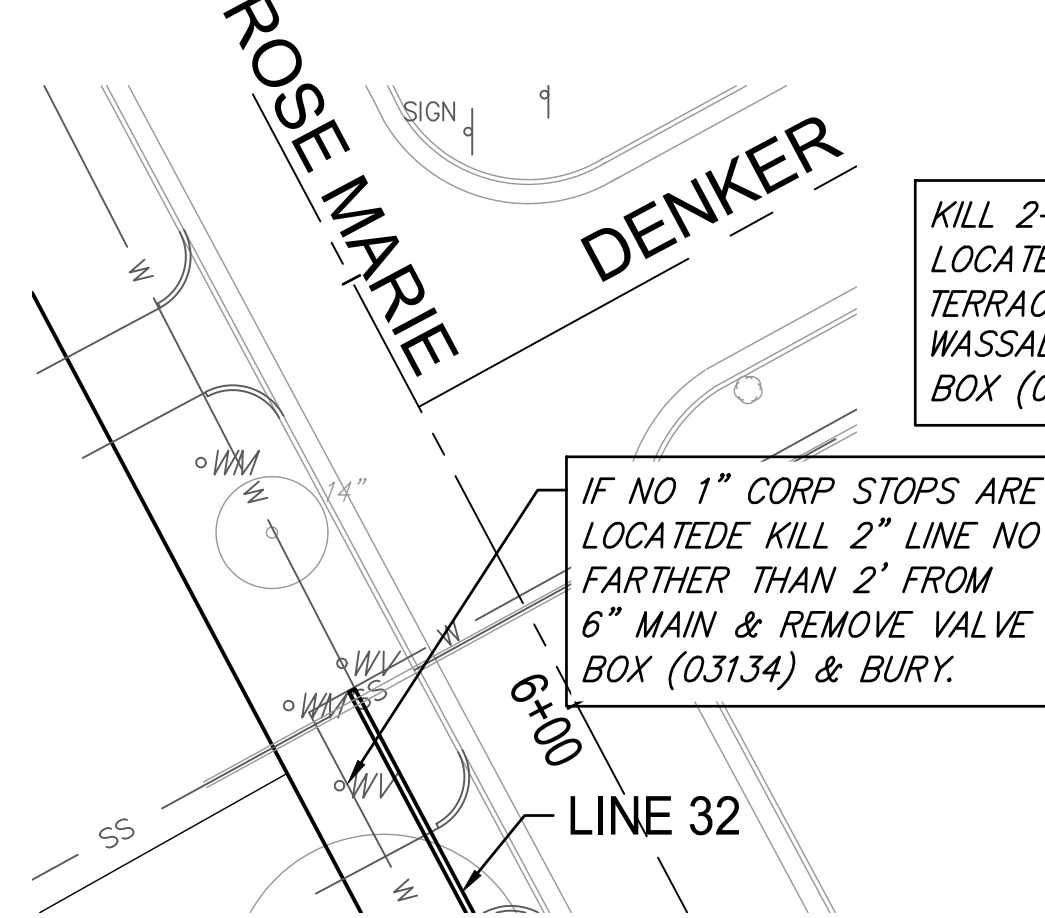 ROSE MARIE
SIGN
DENKER
W
KILL 2-
LOCATE
TERRAC
BOX (0
WM
W
14"
IF NO 1" CORP STOPS ARE
LOCATEDE KILL 2" LINE NO
FARTHER THAN 2' FROM
6" MAIN & REMOVE VALVE
BOX (03134) & BURY.
W
WV
SS
WM
6+00
WV
LINE 32
SS
W